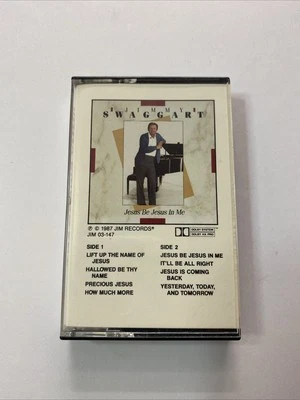 JIMMY
SWAGGART
Jesus Be Jesus In Me
℗ © 1987 JIM RECORDS®
JIM 03-147
SIDE 1
LIFT UP THE NAME OF
JESUS
HALLOWED BE THY
NAME
PRECIOUS JESUS
HOW MUCH MORE
SIDE 2
JESUS BE JESUS IN ME
IT'LL BE ALL RIGHT
JESUS IS COMING
BACK
YESTERDAY, TODAY,
AND TOMORROW